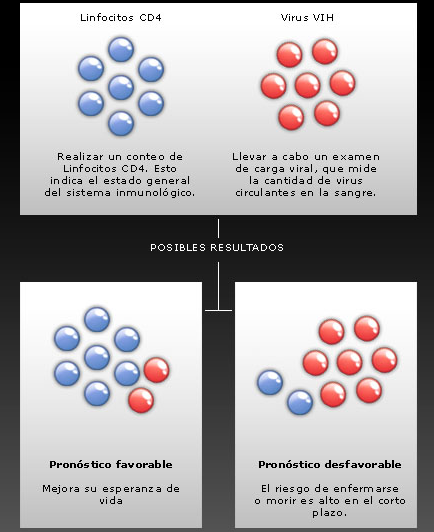 Linfocitos CD4
Virus VIH
Realizar un conteo de
Linfocitos CD4. Esto
indica el estado general
del sistema inmunológico.
Llevar a cabo un examen
de carga viral, que mide
la cantidad de virus
circulantes en la sangre.
POSIBLES RESULTADOS
Pronóstico favorable
Mejora su esperanza de
vida
Pronóstico desfavorable
El riesgo de enfermarse
o morir es alto en el corto
plazo.